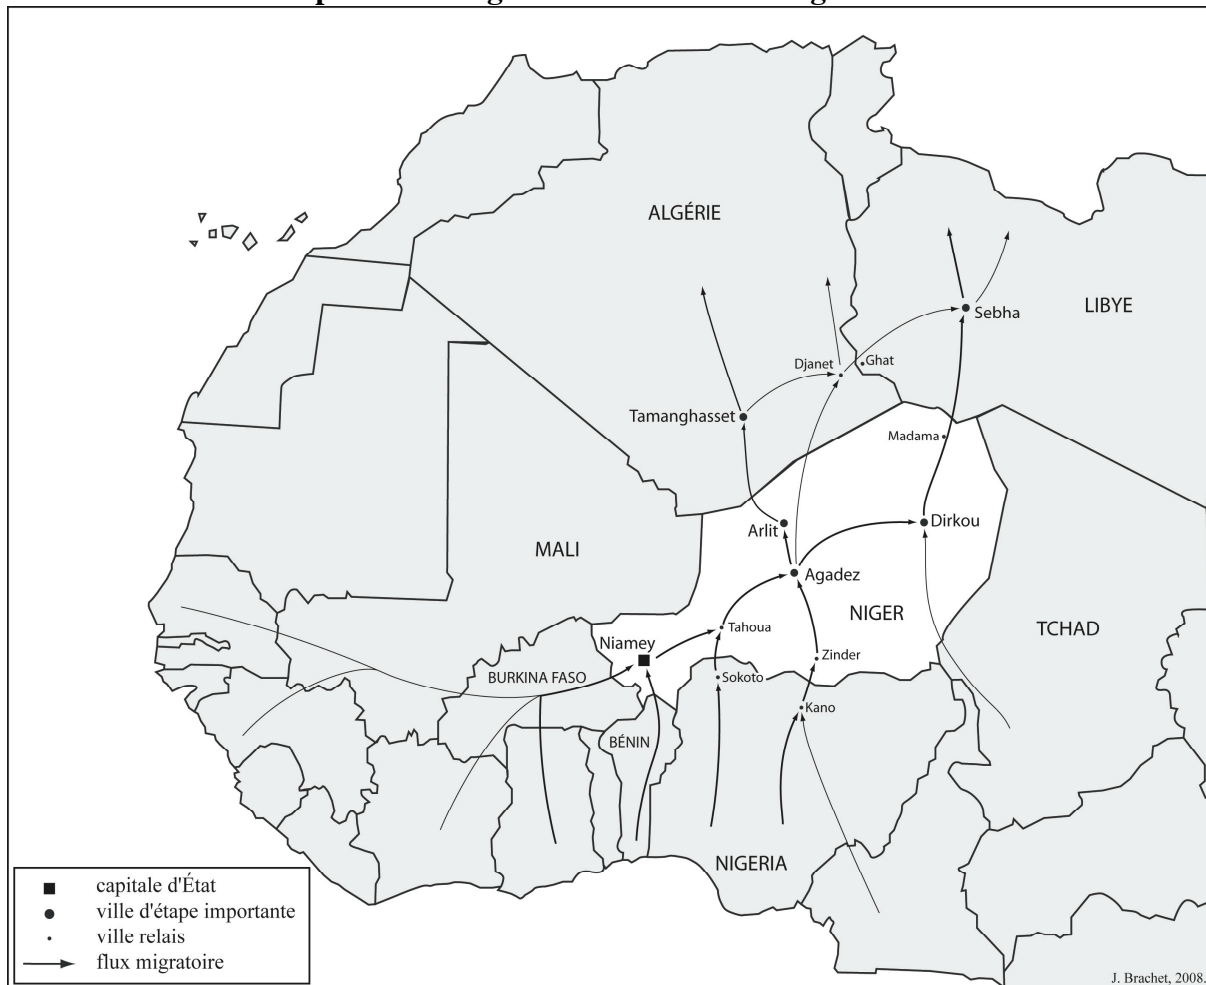 ALGÉRIE
LIBYE
Sebha
Djanet
Ghat
Tamanghasset
Madama
Arlit
Dirkou
MALI
Agadez
NIGER
TCHAD
Niamey
Tahoua
Zinder
BURKINA FASO
Sokoto
Kano
BÉNIN
NIGERIA
capitale d'État
ville d'étape importante
ville relais
flux migratoire
J. Brachet, 2008.